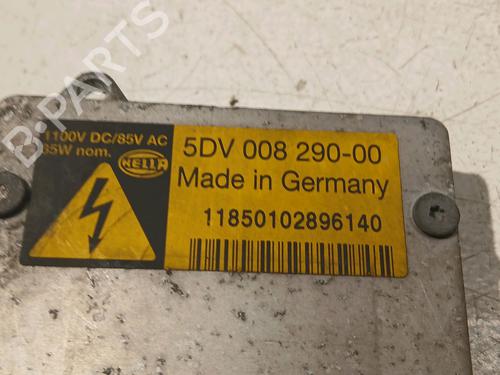 B-PARTS
1100V DC/85V AC
35W nom.
HELLA
5DV 008 290-00
Made in Germany
11850102896140